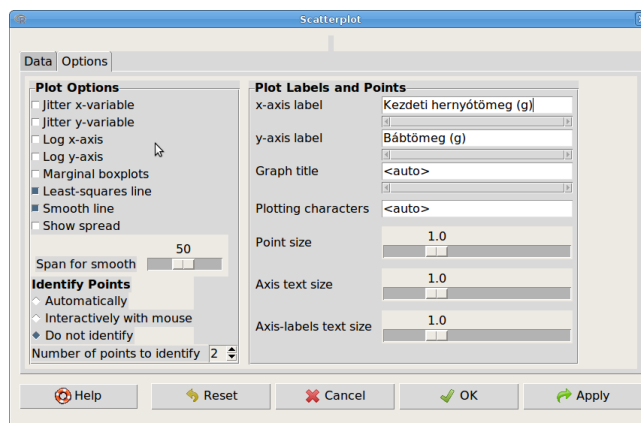 Scatterplot
Data Options
Plot Options
Jitter x-variable
Jitter y-variable
Log x-axis
Log y-axis
Marginal boxplots
Least-squares line
Smooth line
Show spread
50
Span for smooth
Identify Points
Automatically
Interactively with mouse
Do not identify
Number of points to identify 2
Plot Labels and Points
x-axis label Kezdeti hernyótömeg (g)
y-axis label Bábtömeg (g)
Graph title <auto>
Plotting characters <auto>
1.0
Point size
1.0
Axis text size
1.0
Axis-labels text size
Help Reset Cancel OK Apply